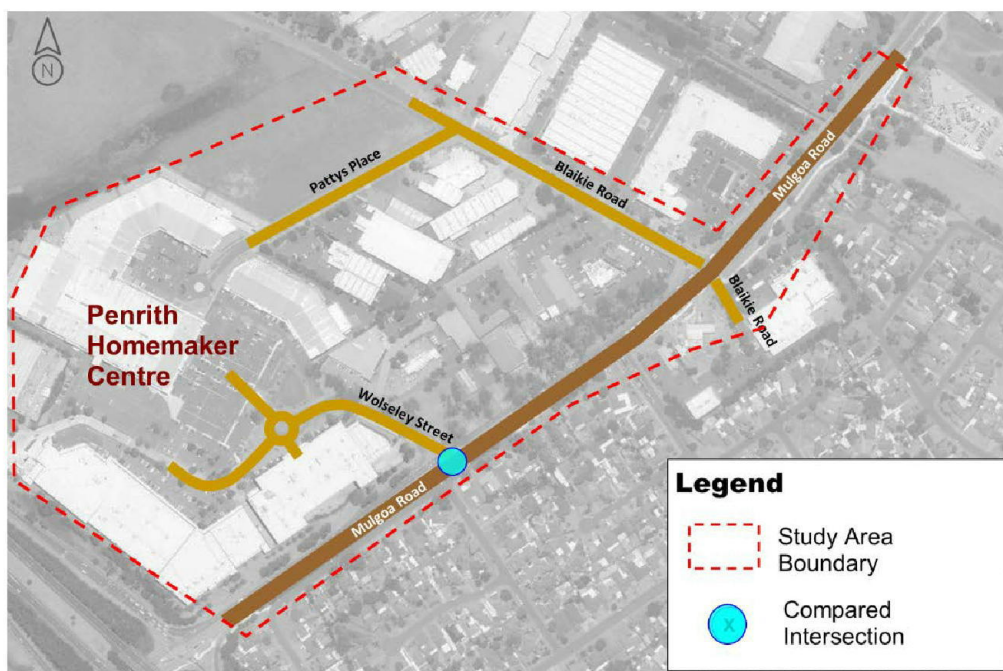 N
Pattys Place
Blaikie Road
Mulgoa Road
Blaikie Road
Penrith
Homemaker
Centre
Wolseley Street
Mulgoa Road
Legend
Study Area
Boundary
x
Compared
Intersection